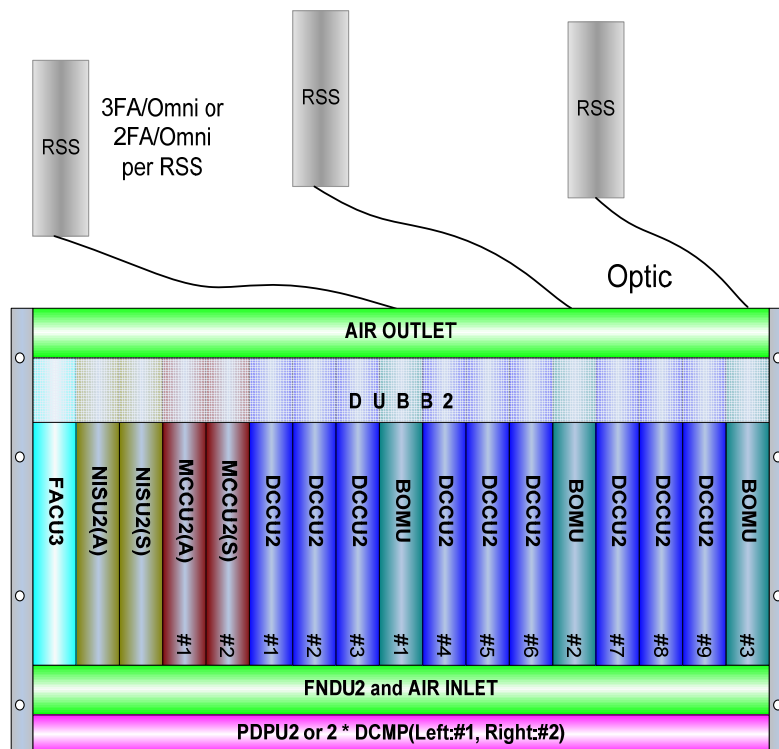 RSS
RSS
RSS
3FA/Omni or
2FA/Omni
per RSS
Optic
AIR OUTLET
D U B B 2
FACU3
NISU2(A)
NISU2(S)
MCCU2(A) #1
MCCU2(S) #2
DCCU2 #1
DCCU2 #2
DCCU2 #3
BOMU #1
DCCU2 #4
DCCU2 #5
DCCU2 #6
BOMU #2
DCCU2 #7
DCCU2 #8
DCCU2 #9
BOMU #3
FNDU2 and AIR INLET
PDPU2 or 2 * DCMP(Left:#1, Right:#2)